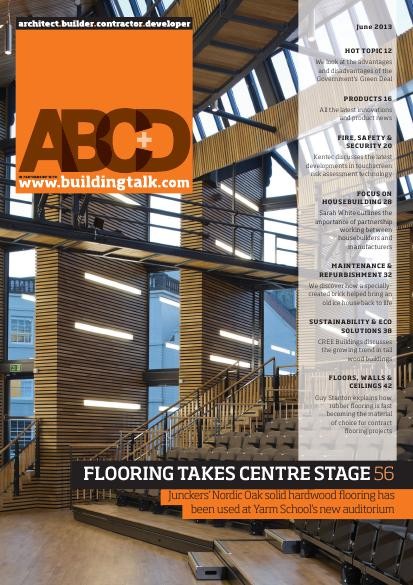 architect.builder.contractor.developer
ABC+D
www.buildingtalk.com
June 2013
HOT TOPIC 12
We look at the advantages
and disadvantages of the
Government's Green Deal
PRODUCTS 16
All the latest innovations
and product news
FIRE, SAFETY &
SECURITY 20
Kentec discusses the latest
developments in touchscreen
risk assessment technology
FOCUS ON
HOUSEBUILDING 28
Sarah White outlines the
importance of partnership
working between
housebuilders and
manufacturers
MAINTENANCE &
REFURBISHMENT 32
We discover how a specially-
created brick helped bring an
old ice house back to life
SUSTAINABILITY & ECO
SOLUTIONS 38
CREE Buildings discusses
the growing trend in tall
wood buildings
FLOORS, WALLS &
CEILINGS 42
Guy Stanton explains how
rubber flooring is fast
becoming the material
of choice for contract
flooring projects
FLOORING TAKES CENTRE STAGE 56
Junckers' Nordic Oak solid hardwood flooring has
been used at Yarm School's new auditorium